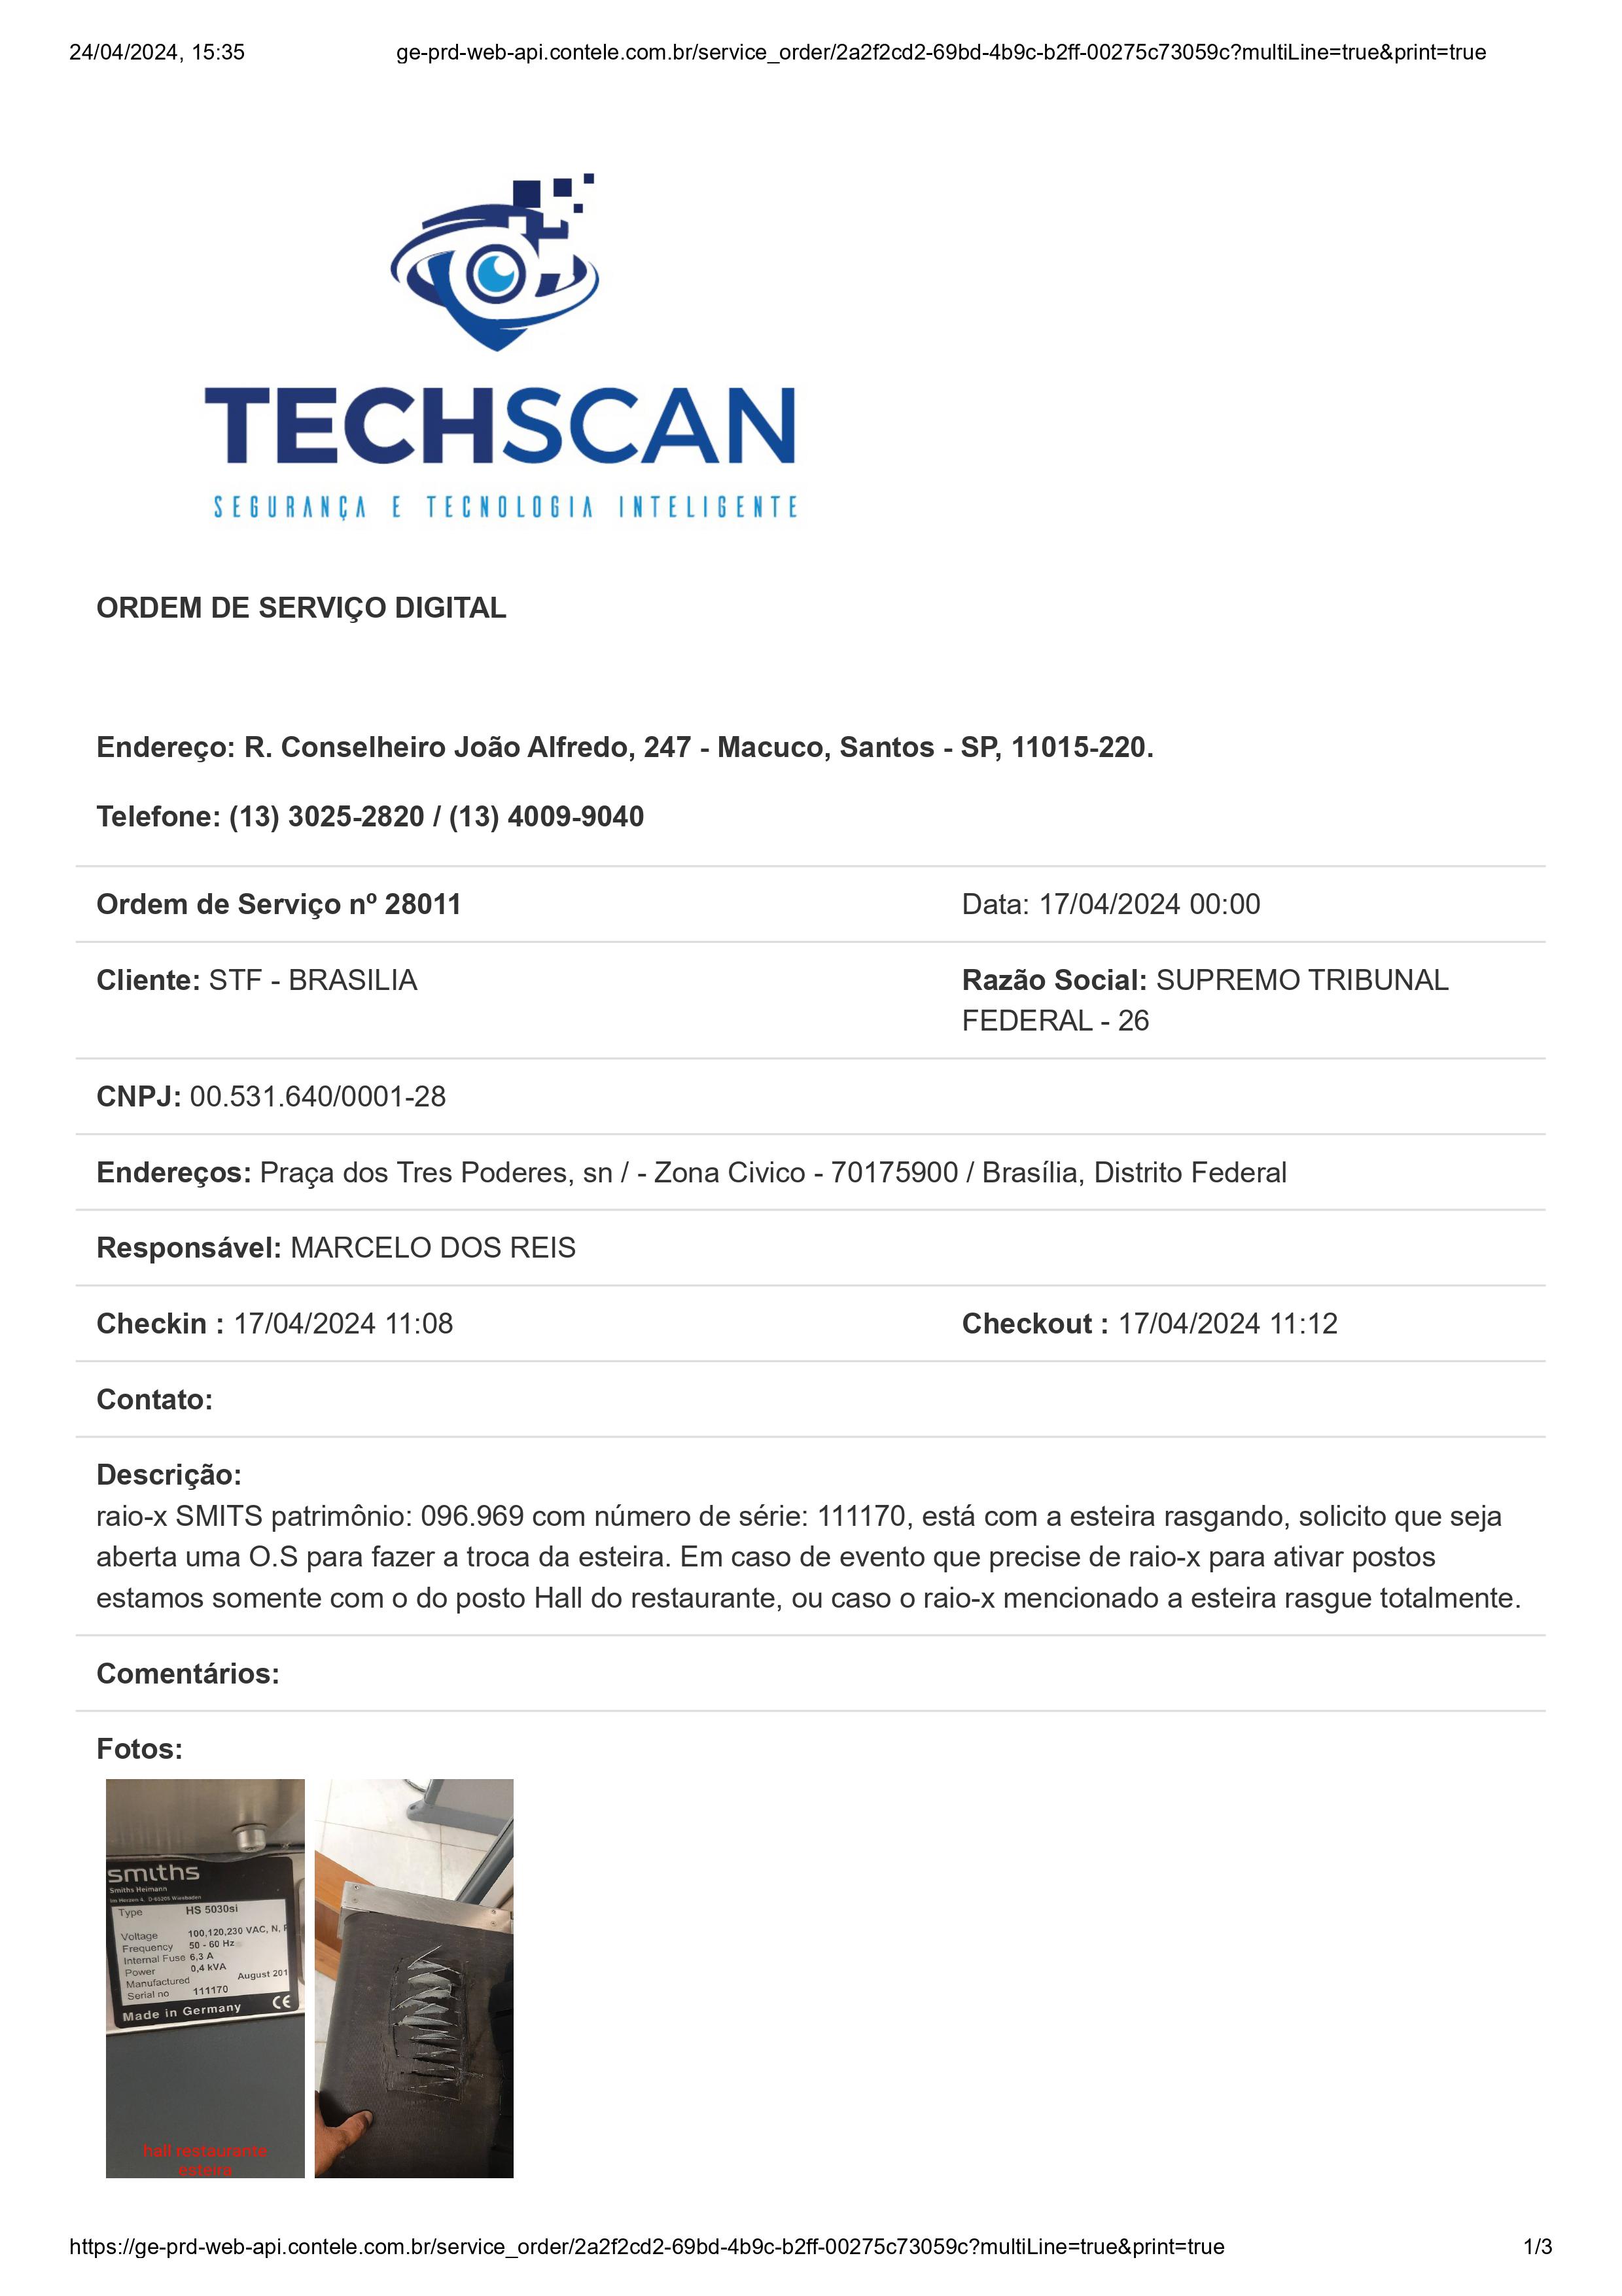 24/04/2024, 15:35
ge-prd-web-api.contele.com.br/service_order/2a2f2cd2-69bd-4b9c-b2ff-00275c73059c?multiLine=true&print=true
TECHSCAN
SEGURANÇA E TECNOLOGIA INTELIGENTE
ORDEM DE SERVIÇO DIGITAL
Endereço: R. Conselheiro João Alfredo, 247 - Macuco, Santos - SP, 11015-220.
Telefone: (13) 3025-2820 / (13) 4009-9040
Ordem de Serviço nº 28011
Data: 17/04/2024 00:00
Cliente: STF - BRASILIA
Razão Social: SUPREMO TRIBUNAL
FEDERAL - 26
CNPJ: 00.531.640/0001-28
Endereços: Praça dos Tres Poderes, sn / - Zona Civico - 70175900 / Brasília, Distrito Federal
Responsável: MARCELO DOS REIS
Checkin : 17/04/2024 11:08
Checkout : 17/04/2024 11:12
Contato:
Descrição:
raio-x SMITS patrimônio: 096.969 com número de série: 111170, está com a esteira rasgando, solicito que seja
aberta uma O.S para fazer a troca da esteira. Em caso de evento que precise de raio-x para ativar postos
estamos somente com o do posto Hall do restaurante, ou caso o raio-x mencionado a esteira rasgue totalmente.
Comentários:
Fotos:
smiths
Smiths Heimann
Im Herzen 4, D-65205 Wiesbaden
Type HS 5030si
Voltage 100,120,230 VAC, N,
Frequency 50 - 60 Hz
Internal Fuse 6,3 A
Power 0,4 kVA
Manufactured August 201
Serial no 111170
Made in Germany CE
hall restaurante
esteira
https://ge-prd-web-api.contele.com.br/service_order/2a2f2cd2-69bd-4b9c-b2ff-00275c73059c?multiLine=true&print=true
1/3